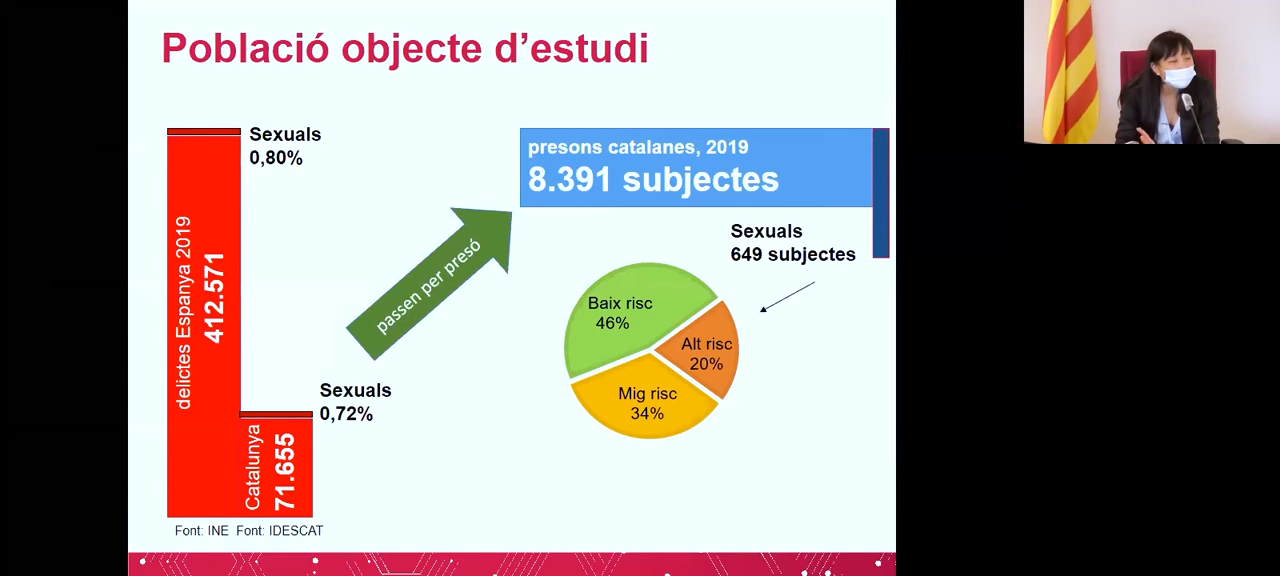 Població objecte d’estudi
Sexuals
0,80%
delictes Espanya 2019
412.571
Sexuals
0,72%
Catalunya
71.655
Font: INE Font: IDESCAT
passen per presó
presons catalanes, 2019
8.391 subjectes
Sexuals
649 subjectes
Baix risc
46%
Alt risc
20%
Mig risc
34%